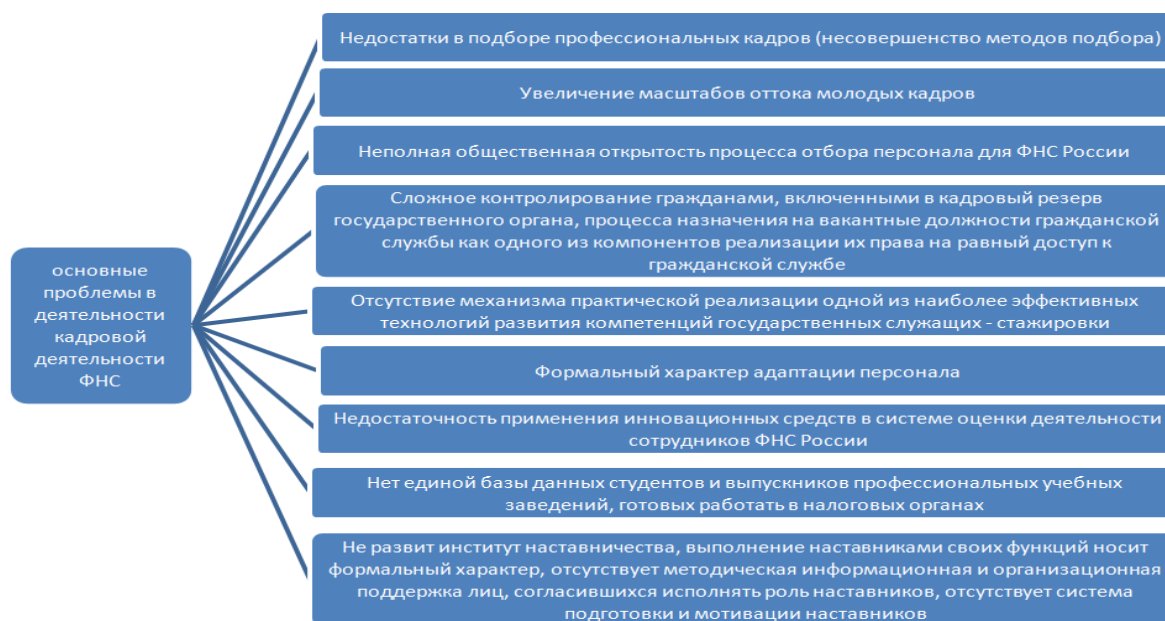 основные
проблемы в
деятельности
кадровой
деятельности
ФНС
Недостатки в подборе профессиональных кадров (несовершенство методов подбора)
Увеличение масштабов оттока молодых кадров
Неполная общественная открытость процесса отбора персонала для ФНС России
Сложное контролирование гражданами, включенными в кадровый резерв
государственного органа, процесса назначения на вакантные должности гражданской
службы как одного из компонентов реализации их права на равный доступ к
гражданской службе
Отсутствие механизма практической реализации одной из наиболее эффективных
технологий развития компетенций государственных служащих - стажировки
Формальный характер адаптации персонала
Недостаточность применения инновационных средств в системе оценки деятельности
сотрудников ФНС России
Нет единой базы данных студентов и выпускников профессиональных учебных
заведений, готовых работать в налоговых органах
Не развит институт наставничества, выполнение наставниками своих функций носит
формальный характер, отсутствует методическая информационная и организационная
поддержка лиц, согласившихся исполнять роль наставников, отсутствует система
подготовки и мотивации наставников